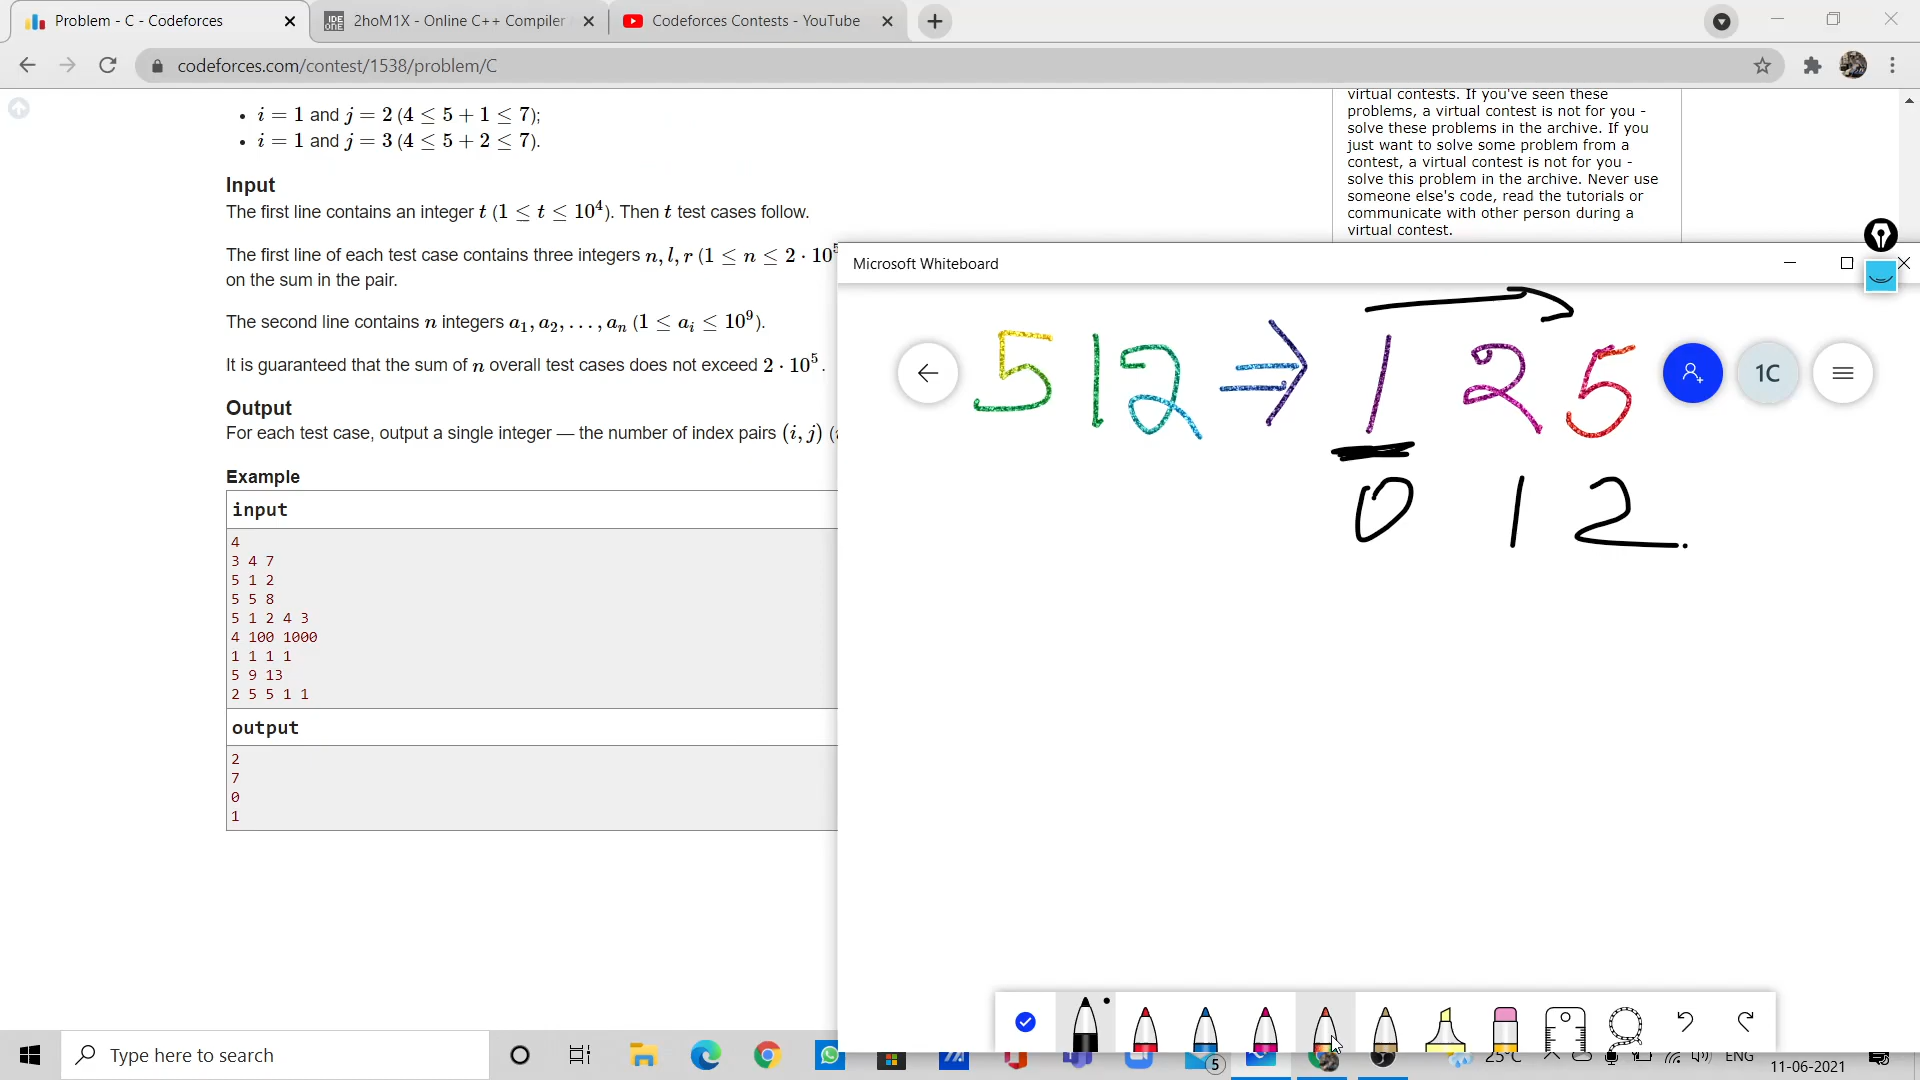 Problem - C - Codeforces
2hoM1X - Online C++ Compiler
Codeforces Contests - YouTube
codeforces.com/contest/1538/problem/C
• i = 1 and j = 2 (4 ≤ 5 + 1 ≤ 7);
• i = 1 and j = 3 (4 ≤ 5 + 2 ≤ 7).
Input
The first line contains an integer t (1 ≤ t ≤ 10⁴). Then t test cases follow.
The first line of each test case contains three integers n, l, r (1 ≤ n ≤ 2 · 10⁵
on the sum in the pair.
The second line contains n integers a₁, a₂, …, aₙ (1 ≤ aᵢ ≤ 10⁹).
It is guaranteed that the sum of n overall test cases does not exceed 2 · 10⁵.
Output
For each test case, output a single integer — the number of index pairs (i, j) (
Example
input
4
3 4 7
5 1 2
5 5 8
5 1 2 4 3
4 100 1000
1 1 1 1
5 9 13
2 5 5 1 1
output
2
7
0
1
virtual contests. If you've seen these
problems, a virtual contest is not for you -
solve these problems in the archive. If you
just want to solve some problem from a
contest, a virtual contest is not for you -
solve this problem in the archive. Never use
someone else's code, read the tutorials or
communicate with other person during a
virtual contest.
Microsoft Whiteboard
5 1 2 ⇒ 1 2 5
1C
0 1 2
Type here to search
5
25°C
ENG
11-06-2021